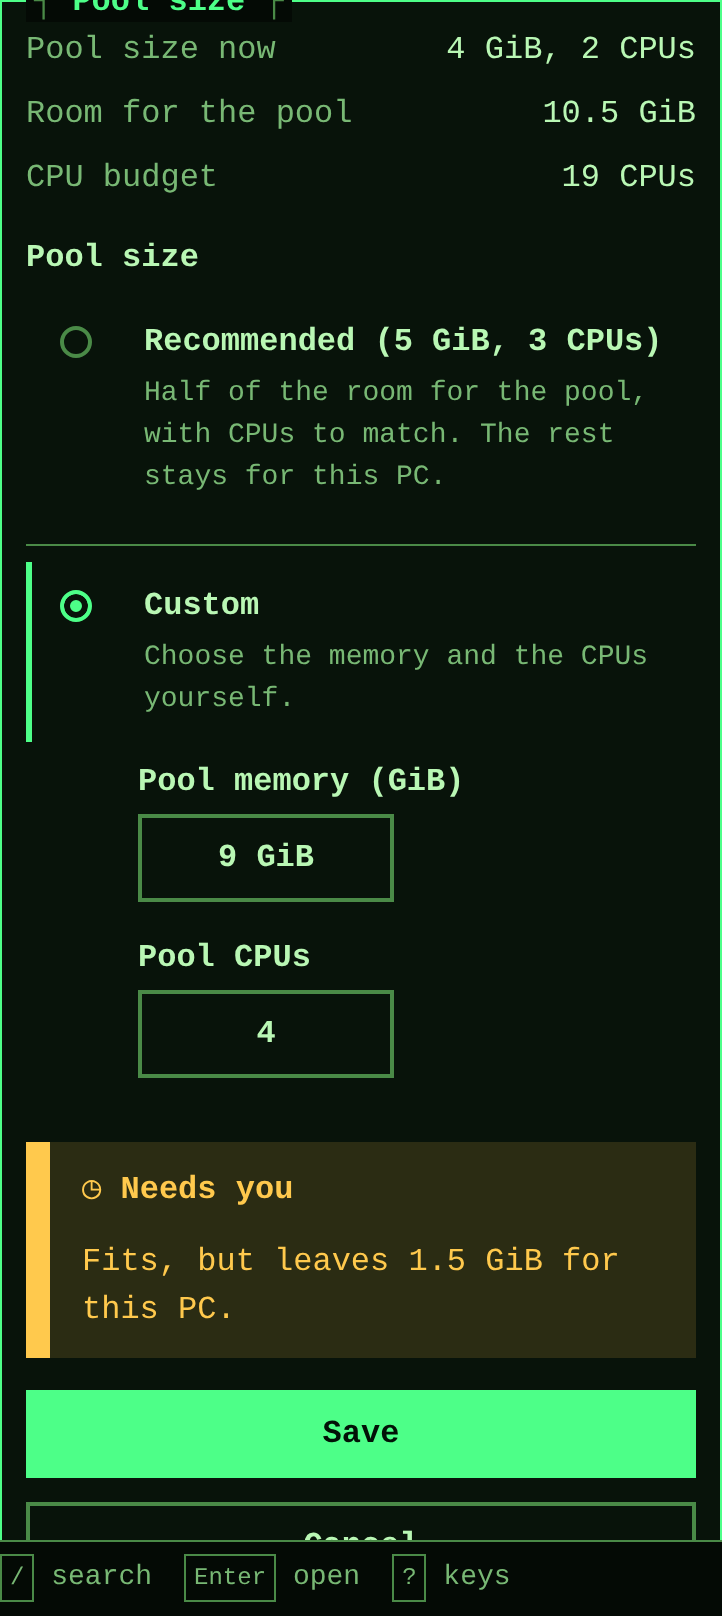 Pool size
Pool size now 4 GiB, 2 CPUs
Room for the pool 10.5 GiB
CPU budget 19 CPUs
Pool size
Recommended (5 GiB, 3 CPUs)
Half of the room for the pool,
with CPUs to match. The rest
stays for this PC.
Custom
Choose the memory and the CPUs
yourself.
Pool memory (GiB)
9 GiB
Pool CPUs
4
◷ Needs you
Fits, but leaves 1.5 GiB for
this PC.
Save
Cancel
/ search Enter open ? keys